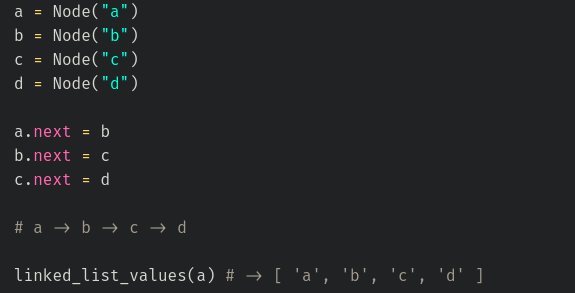 a = Node("a")
b = Node("b")
c = Node("c")
d = Node("d")
a.next = b
b.next = c
c.next = d
# a -> b -> c -> d
linked_list_values(a) # -> [ 'a', 'b', 'c', 'd' ]